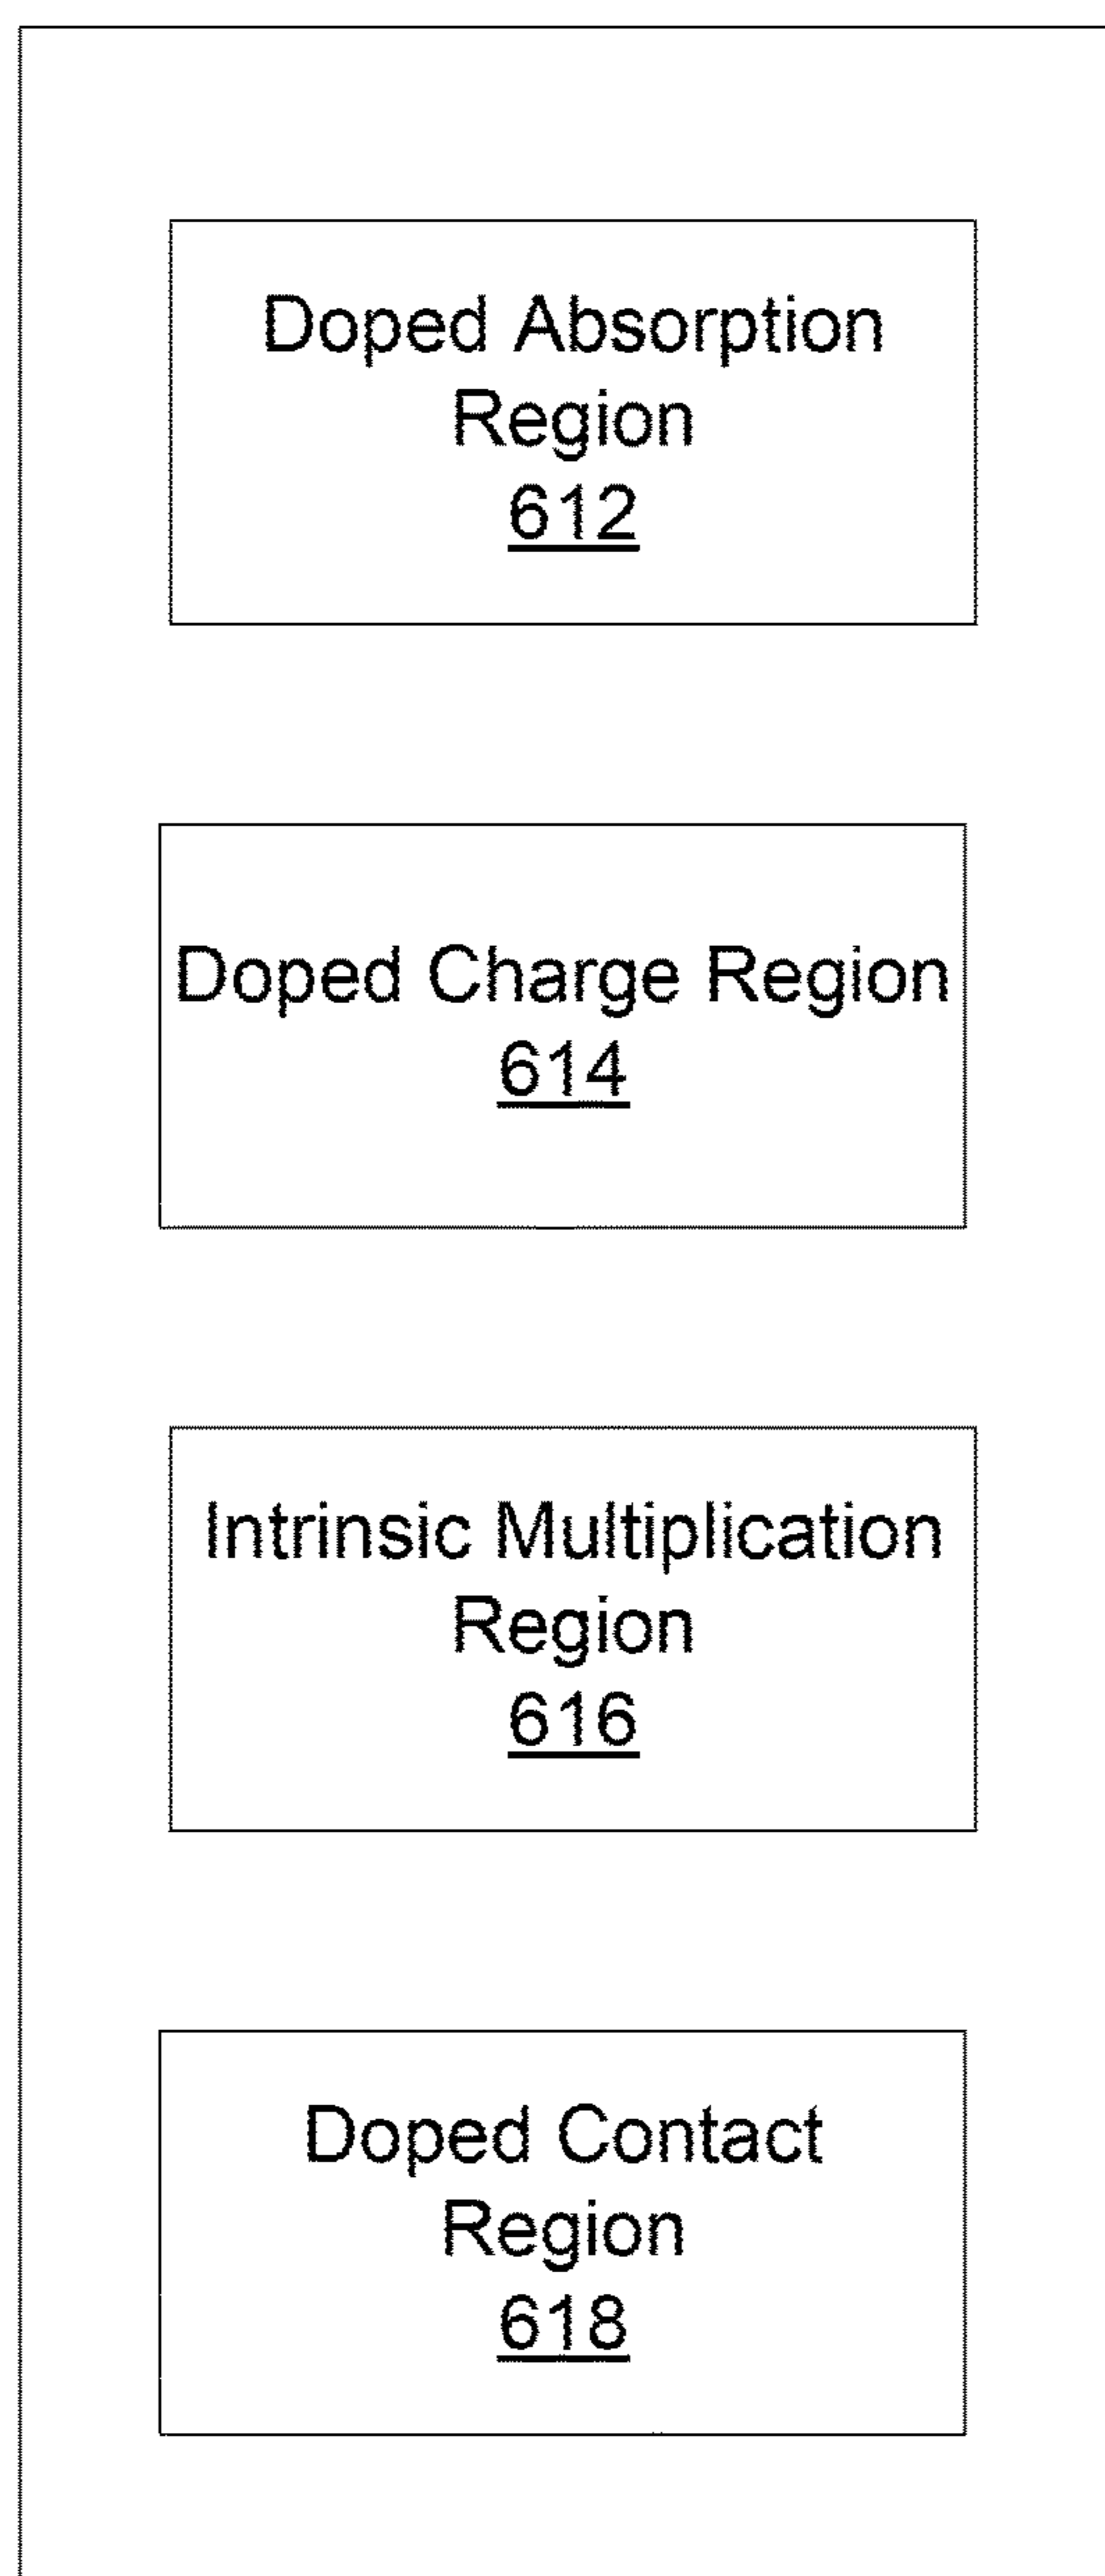 Doped Absorption
Region
612
Doped Charge Region
614
Intrinsic Multiplication
Region
616
Doped Contact
Region
618